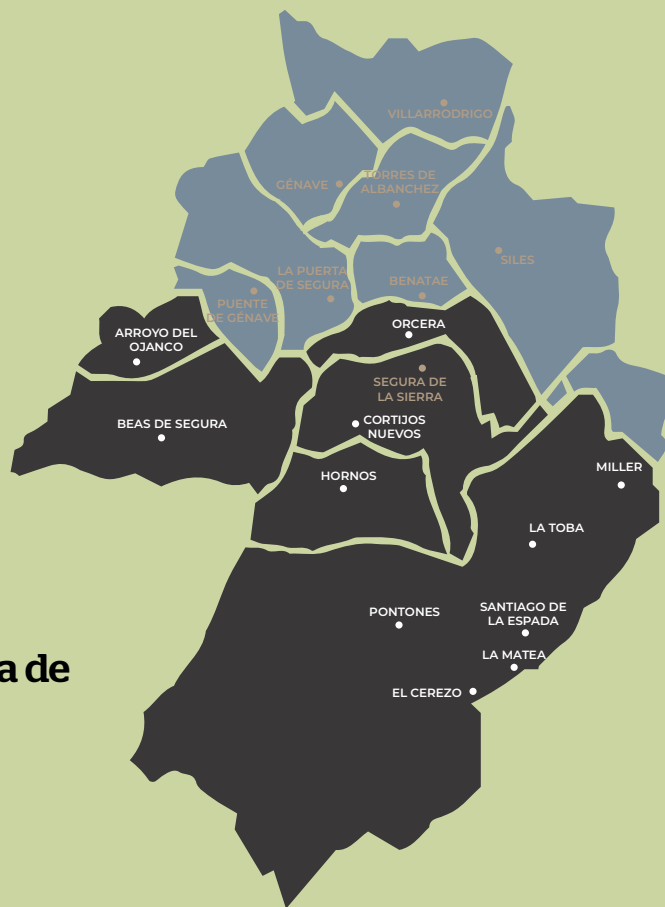 VILLARRODRIGO
GÉNAVE
TORRES DE
ALBANCHEZ
SILES
LA PUERTA
DE SEGURA
BENATAE
PUENTE
DE GÉNAVE
ORCERA
ARROYO DEL
OJANCO
SEGURA DE
LA SIERRA
BEAS DE SEGURA
CORTIJOS
NUEVOS
HORNOS
MILLER
LA TOBA
PONTONES
SANTIAGO DE
LA ESPADA
LA MATEA
EL CEREZO
a de